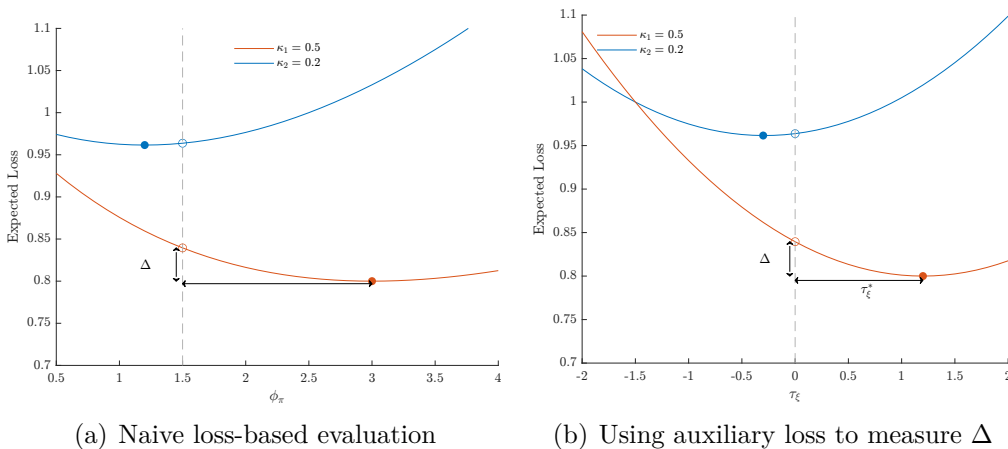 1.1
1.05
1
0.95
0.9
0.85
0.8
0.75
0.7
Expected Loss
κ₁ = 0.5
κ₂ = 0.2
Δ
0.5 1 1.5 2 2.5 3 3.5 4
ϕ_π
(a) Naive loss-based evaluation
1.1
1.05
1
0.95
0.9
0.85
0.8
0.75
0.7
Expected Loss
κ₁ = 0.5
κ₂ = 0.2
Δ
τ*_ξ
-2 -1.5 -1 -0.5 0 0.5 1 1.5 2
τ_ξ
(b) Using auxiliary loss to measure Δ